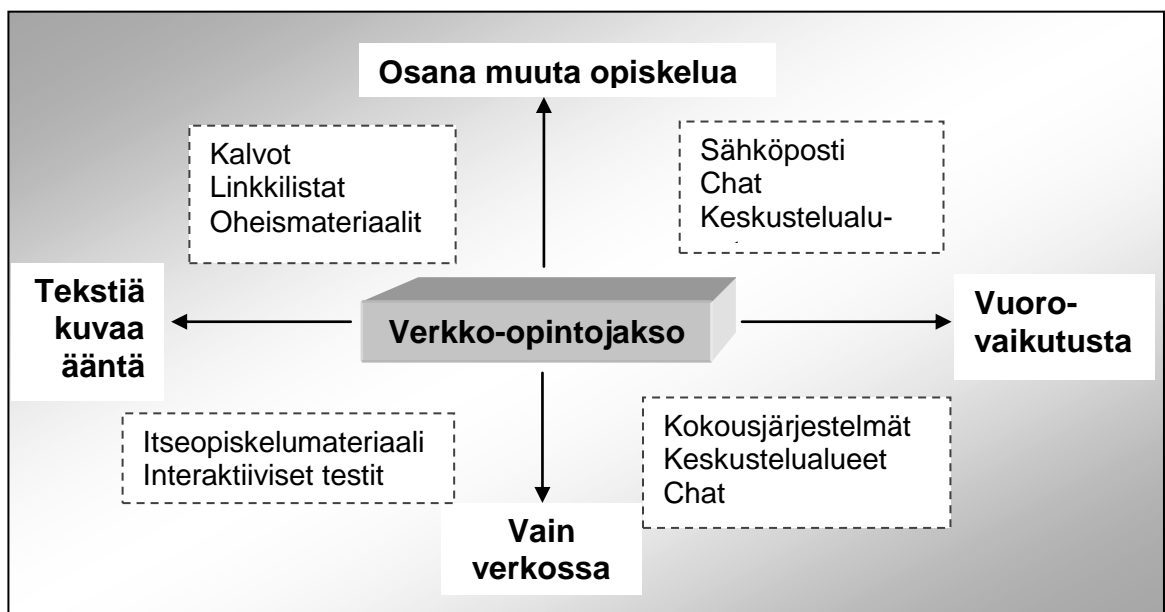 Osana muuta opiskelua
Kalvot
Linkkilistat
Oheismateriaalit
Sähköposti
Chat
Keskustelualu-
Tekstiä
kuvaa
ääntä
Verkko-opintojakso
Vuoro-
vaikutusta
Itseopiskelumateriaali
Interaktiiviset testit
Kokousjärjestelmät
Keskustelualueet
Chat
Vain
verkossa